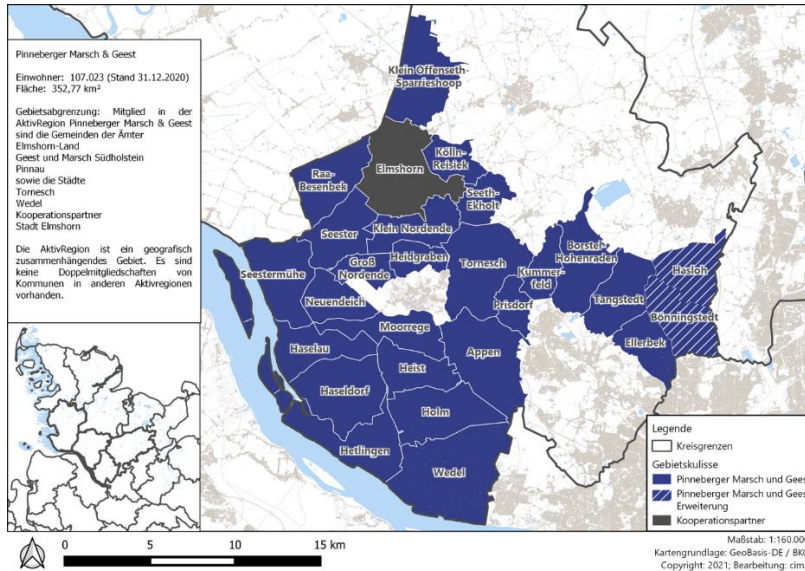 Pinneberger Marsch & Geest
Einwohner: 107.023 (Stand 31.12.2020)
Fläche: 352,77 km²
Gebietsabgrenzung: Mitglied in der
AktivRegion Pinneberger Marsch & Geest
sind die Gemeinden der Ämter
Elmshorn-Land
Geest und Marsch Südholstein
Pinnau
sowie die Städte
Tornesch
Wedel
Kooperationspartner
Stadt Elmshorn
Die AktivRegion ist ein geografisch
zusammenhängendes Gebiet. Es sind
keine Doppelmitgliedschaften von
Kommunen in anderen Aktivregionen
vorhanden.
Klein Offenseth-
Sparrieshoop
Elmshorn
Kölln-
Reisiek
Raa-
Besenbek
Seeth-
Ekholt
Seester
Klein Nordende
Seestermühe
Groß
Nordende
Heidgraben
Tornesch
Borstel-
Hohenraden
Kummer-
feld
Hasloh
Neuendeich
Prisdorf
Tangstedt
Bönningstedt
Moorrege
Ellerbek
Haselau
Heist
Appen
Haseldorf
Holm
Hetlingen
Wedel
Legende
Kreisgrenzen
Gebietskulisse
Pinneberger Marsch und Geest
Pinneberger Marsch und Geest
Erweiterung
Kooperationspartner
0 5 10 15 km
Maßstab: 1:160.000
Kartengrundlage: GeoBasis-DE / BKG
Copyright: 2021; Bearbeitung: cima